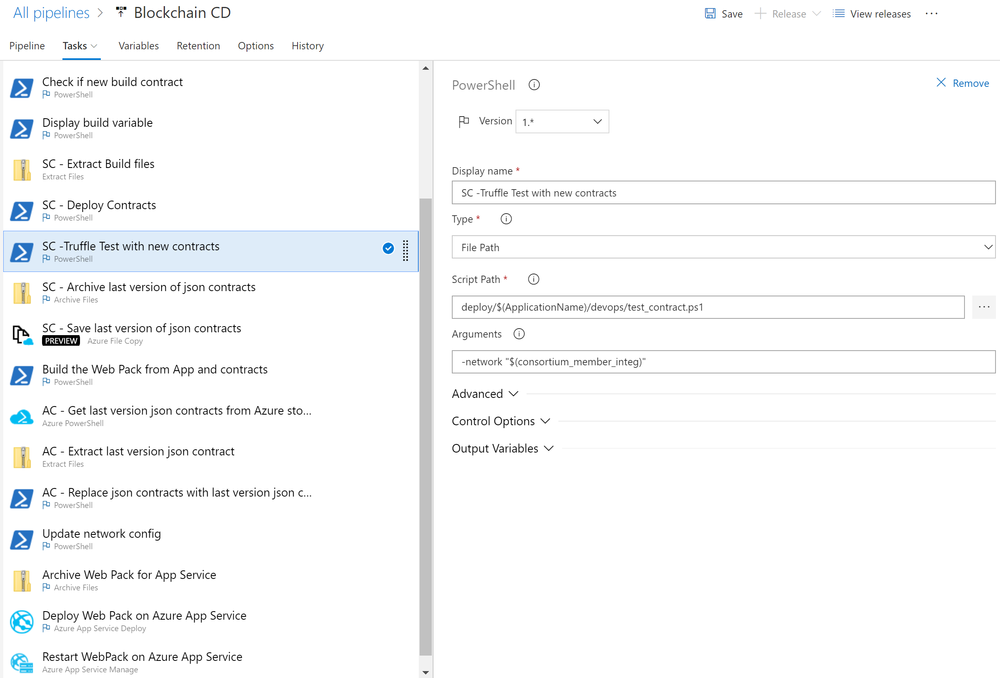 All pipelines > Blockchain CD
Save
Release
View releases
Pipeline
Tasks
Variables
Retention
Options
History
Check if new build contract
PowerShell
Display build variable
PowerShell
SC - Extract Build files
Extract Files
SC - Deploy Contracts
PowerShell
SC -Truffle Test with new contracts
PowerShell
SC - Archive last version of json contracts
Archive Files
SC - Save last version of json contracts
PREVIEW Azure File Copy
Build the Web Pack from App and contracts
PowerShell
AC - Get last version json contracts from Azure sto...
Azure PowerShell
AC - Extract last version json contract
Extract Files
AC - Replace json contracts with last version json c...
PowerShell
Update network config
PowerShell
Archive Web Pack for App Service
Archive Files
Deploy Web Pack on Azure App Service
Azure App Service Deploy
Restart WebPack on Azure App Service
Azure App Service Manage
PowerShell
Remove
Version 1.*
Display name *
SC -Truffle Test with new contracts
Type *
File Path
Script Path *
deploy/$(ApplicationName)/devops/test_contract.ps1
Arguments
-network "$(consortium_member_integ)"
Advanced
Control Options
Output Variables